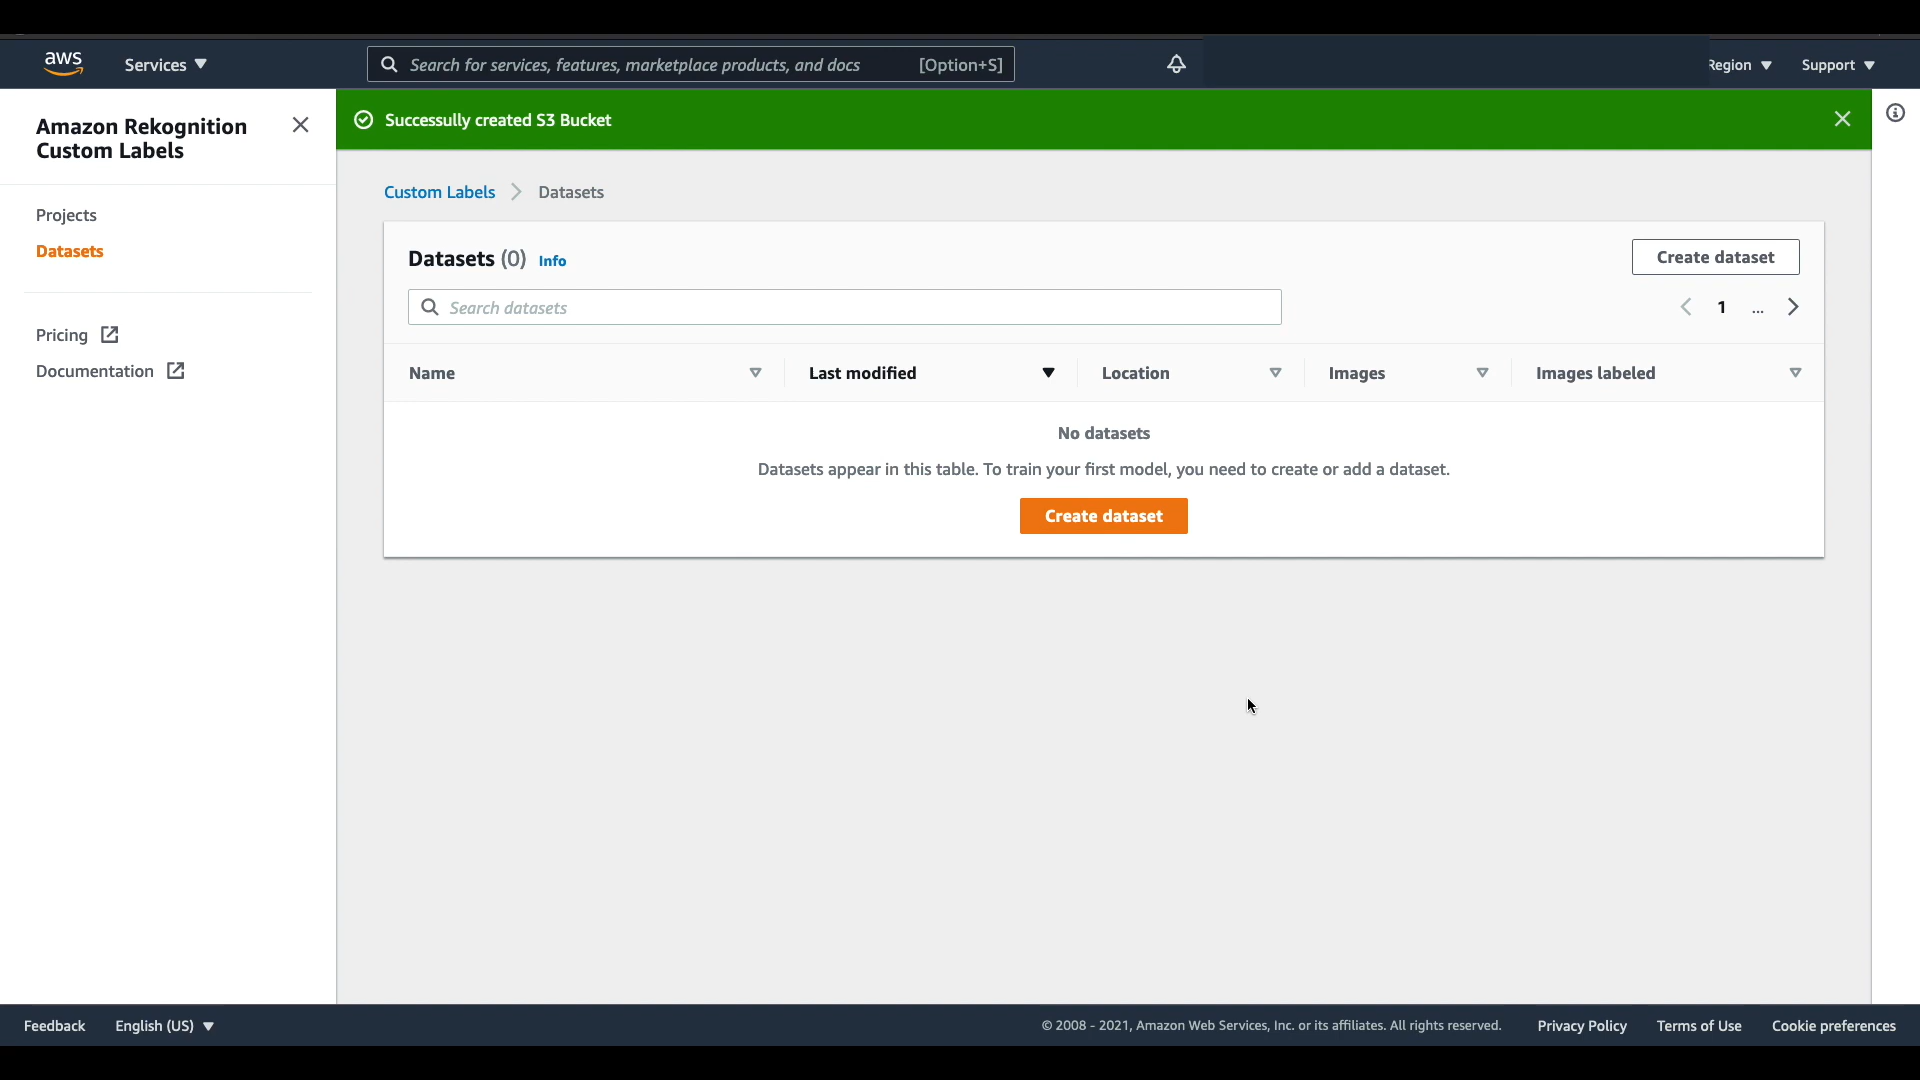 aws
Services
Search for services, features, marketplace products, and docs [Option+S]
Region
Support
Amazon Rekognition
Custom Labels
Projects
Datasets
Pricing
Documentation
Successully created S3 Bucket
Custom Labels
Datasets
Datasets (0) Info
Create dataset
Search datasets
1 ...
Name
Last modified
Location
Images
Images labeled
No datasets
Datasets appear in this table. To train your first model, you need to create or add a dataset.
Create dataset
Feedback
English (US)
© 2008 - 2021, Amazon Web Services, Inc. or its affiliates. All rights reserved.
Privacy Policy
Terms of Use
Cookie preferences